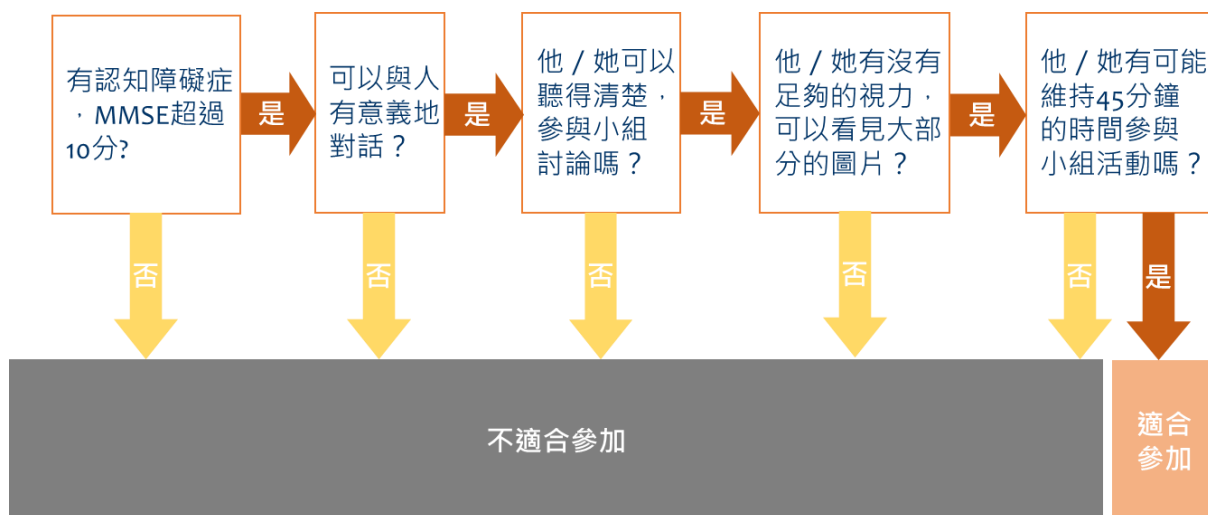 有認知障礙症
，MMSE超過
10分?
是
可以與人
有意義地
對話？
是
他／她可以
聽得清楚，
參與小組
討論嗎？
是
他／她有沒有
足夠的視力，
可以看見大部
分的圖片？
是
他／她有可能
維持45分鐘
的時間參與
小組活動嗎？
否
否
否
否
否
是
不適合參加
適合
參加